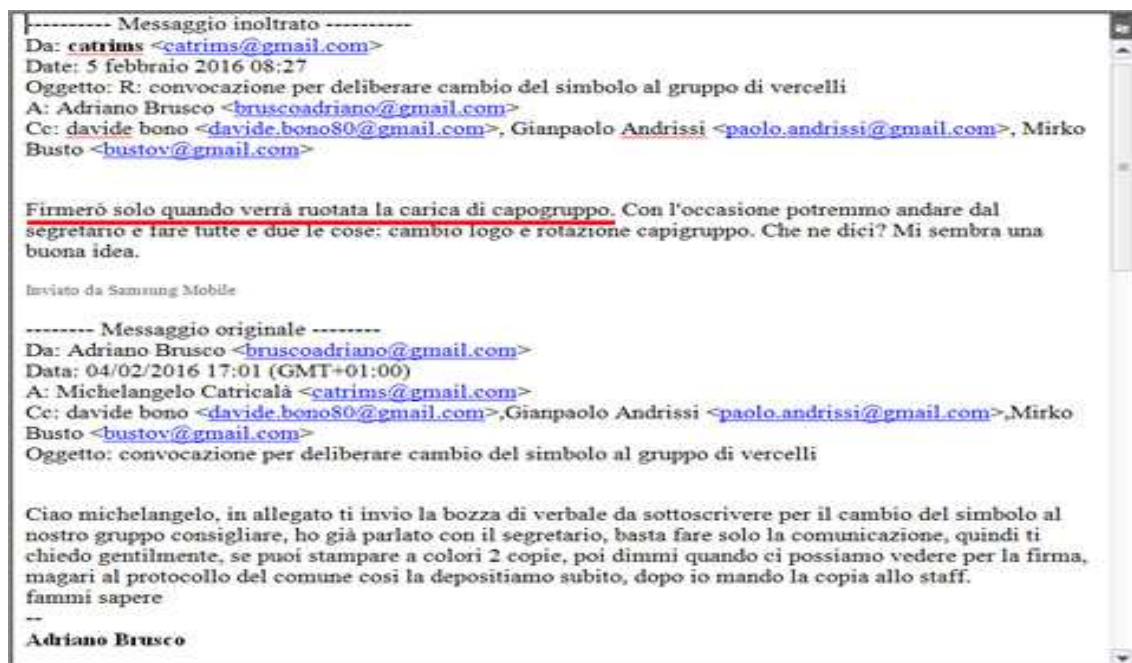 ---------- Messaggio inoltrato ----------
Da: catrims <catrims@gmail.com>
Date: 5 febbraio 2016 08:27
Oggetto: R: convocazione per deliberare cambio del simbolo al gruppo di vercelli
A: Adriano Brusco <bruscoadriano@gmail.com>
Cc: davide bono <davide.bono80@gmail.com>, Gianpaolo Andrissi <paolo.andrissi@gmail.com>, Mirko
Busto <bustov@gmail.com>
Firmerò solo quando verrà ruotata la carica di capogruppo. Con l'occasione potremmo andare dal
segretario e fare tutte e due le cose: cambio logo e rotazione capigruppo. Che ne dici? Mi sembra una
buona idea.
Inviato da Samsung Mobile
-------- Messaggio originale --------
Da: Adriano Brusco <bruscoadriano@gmail.com>
Data: 04/02/2016 17:01 (GMT+01:00)
A: Michelangelo Catricalà <catrims@gmail.com>
Cc: davide bono <davide.bono80@gmail.com>,Gianpaolo Andrissi <paolo.andrissi@gmail.com>,Mirko
Busto <bustov@gmail.com>
Oggetto: convocazione per deliberare cambio del simbolo al gruppo di vercelli
Ciao michelangelo, in allegato ti invio la bozza di verbale da sottoscrivere per il cambio del simbolo al
nostro gruppo consigliare, ho già parlato con il segretario, basta fare solo la comunicazione, quindi ti
chiedo gentilmente, se puoi stampare a colori 2 copie, poi dimmi quando ci possiamo vedere per la firma,
magari al protocollo del comune cosi la depositiamo subito, dopo io mando la copia allo staff.
fammi sapere
--
Adriano Brusco